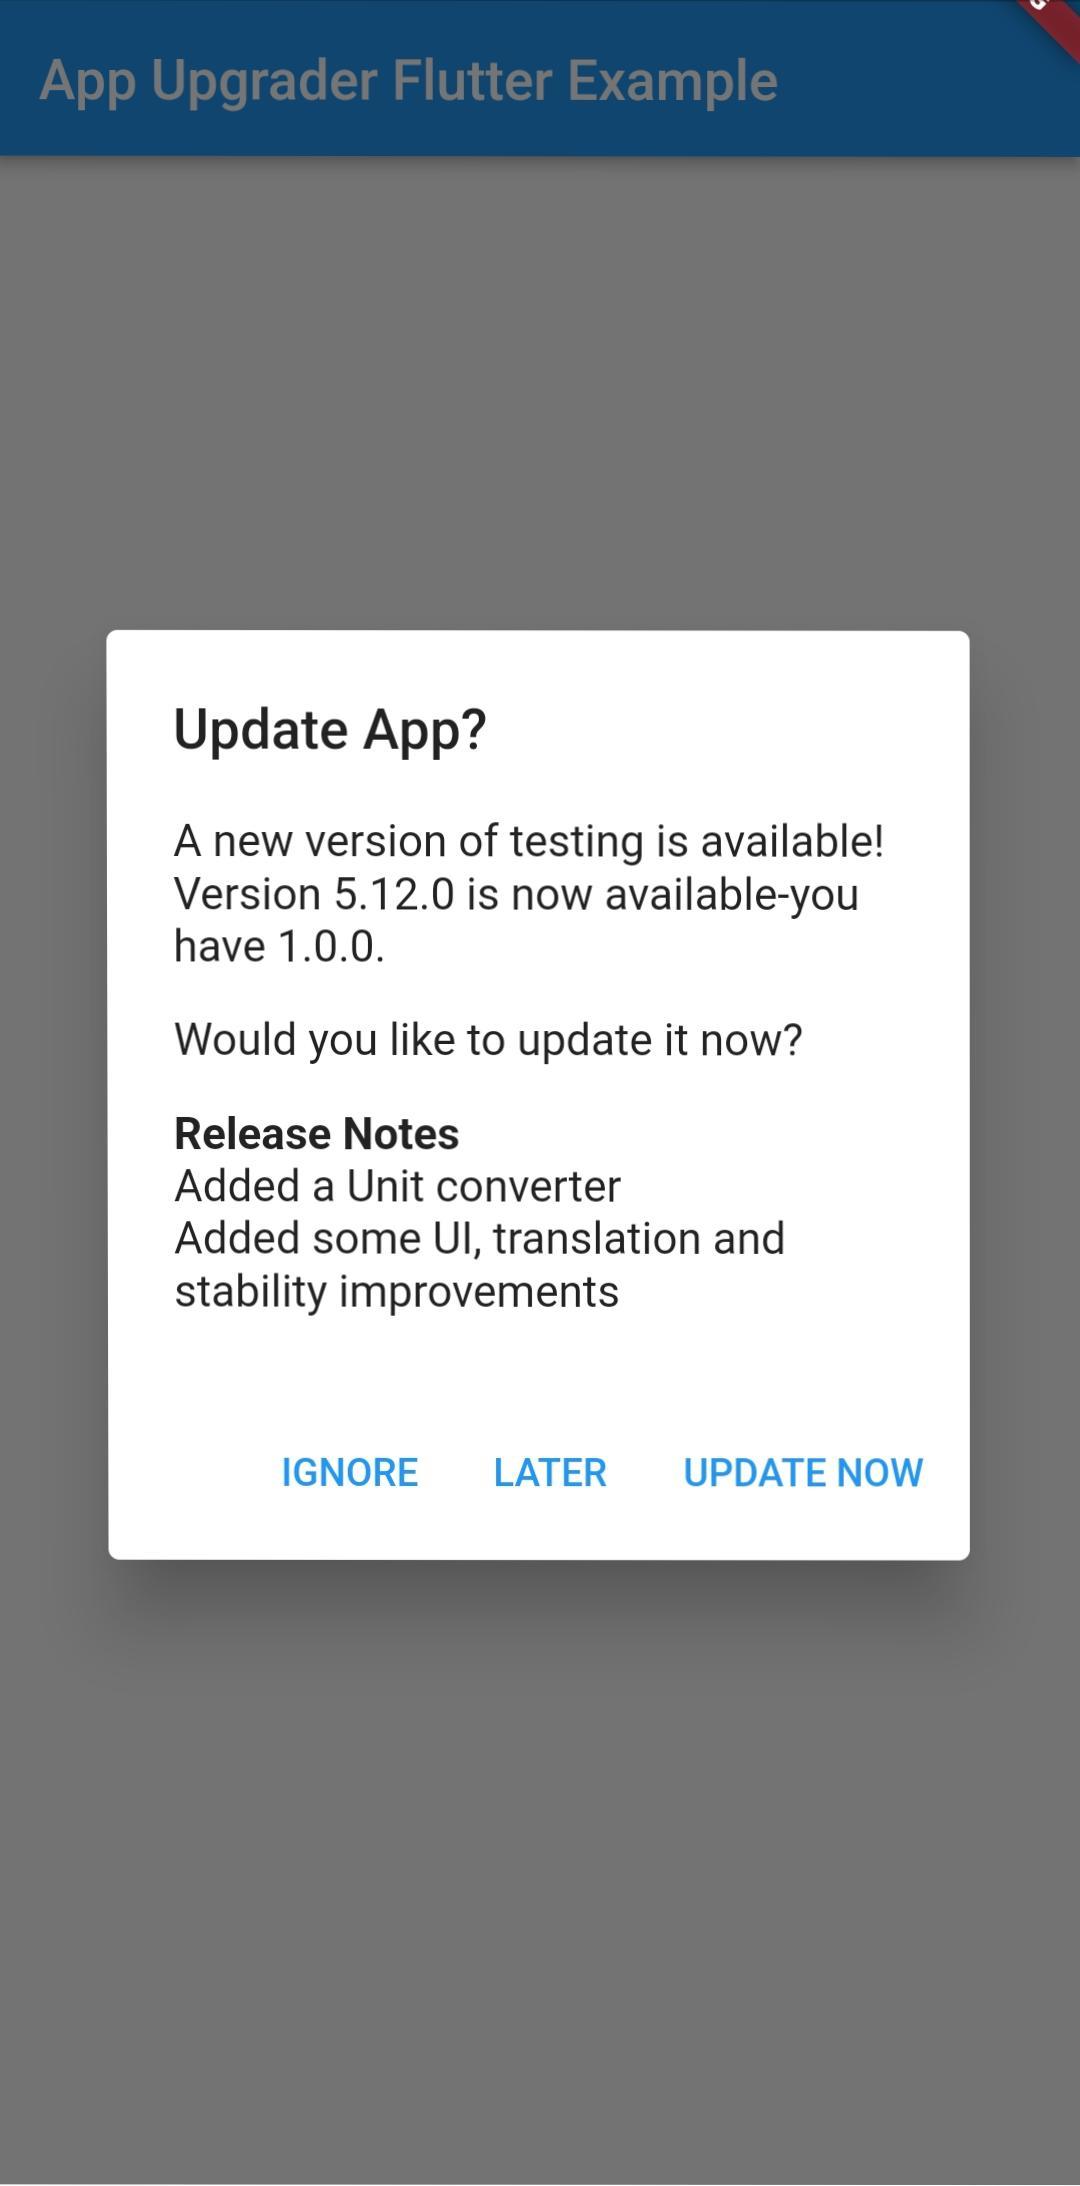 App Upgrader Flutter Example
Update App?
A new version of testing is available!
Version 5.12.0 is now available-you
have 1.0.0.
Would you like to update it now?
Release Notes
Added a Unit converter
Added some UI, translation and
stability improvements
IGNORE LATER UPDATE NOW